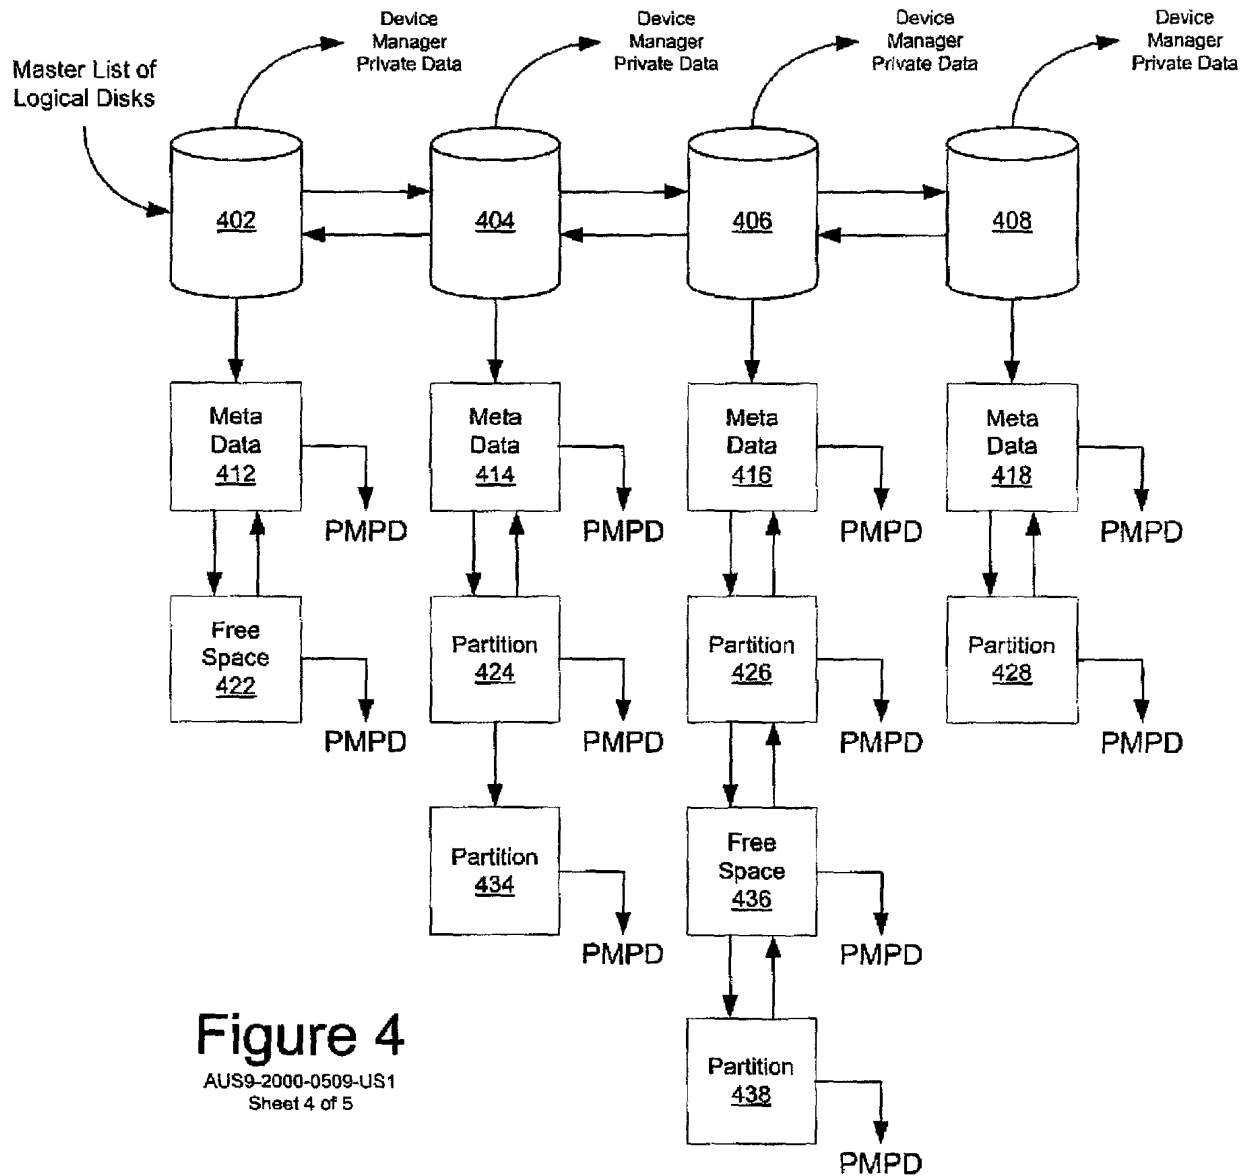 Device
Manager
Private Data
Device
Manager
Private Data
Device
Manager
Private Data
Device
Manager
Private Data
Master List of
Logical Disks
402
404
406
408
Meta
Data
412
Meta
Data
414
Meta
Data
416
Meta
Data
418
PMPD
PMPD
PMPD
PMPD
Free
Space
422
Partition
424
Partition
426
Partition
428
PMPD
PMPD
PMPD
PMPD
Partition
434
Free
Space
436
PMPD
PMPD
Figure 4
AUS9-2000-0509-US1
Sheet 4 of 5
Partition
438
PMPD